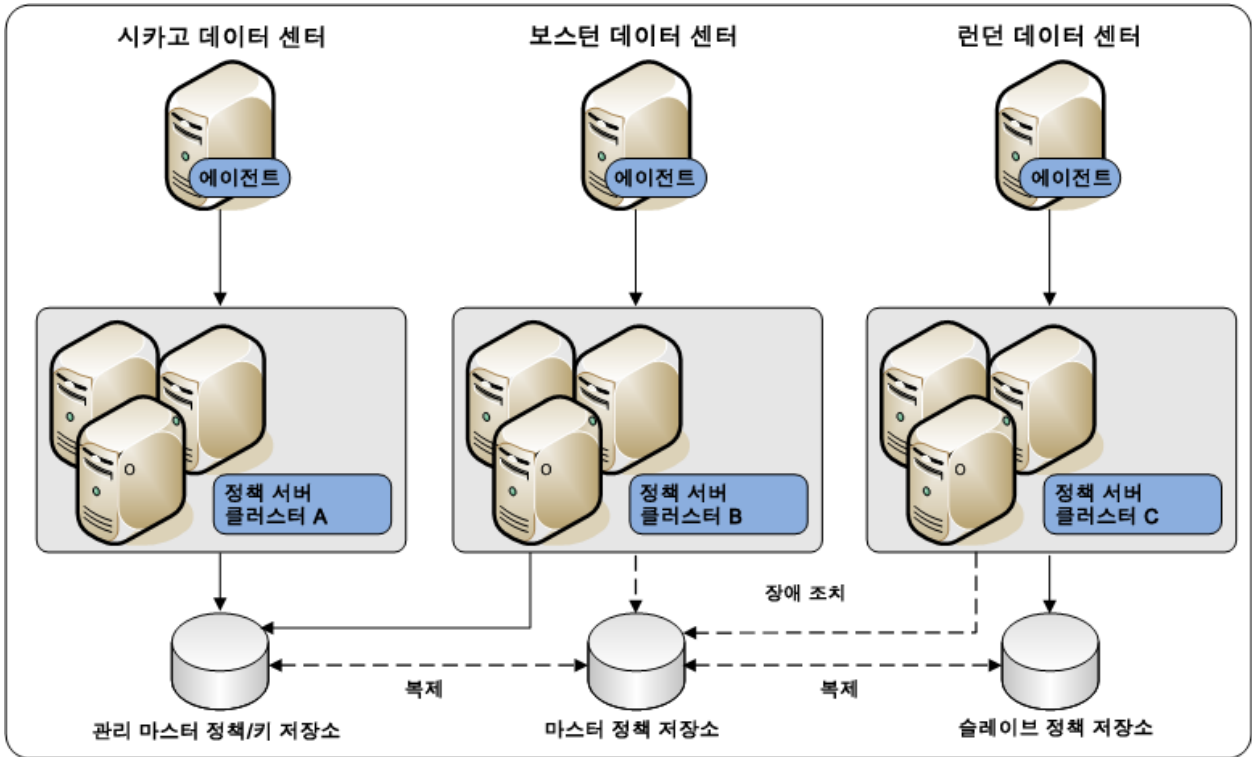 시카고 데이터 센터
보스턴 데이터 센터
런던 데이터 센터
에이전트
에이전트
에이전트
정책 서버
클러스터 A
정책 서버
클러스터 B
정책 서버
클러스터 C
장애 조치
복제
복제
관리 마스터 정책/키 저장소
마스터 정책 저장소
슬레이브 정책 저장소